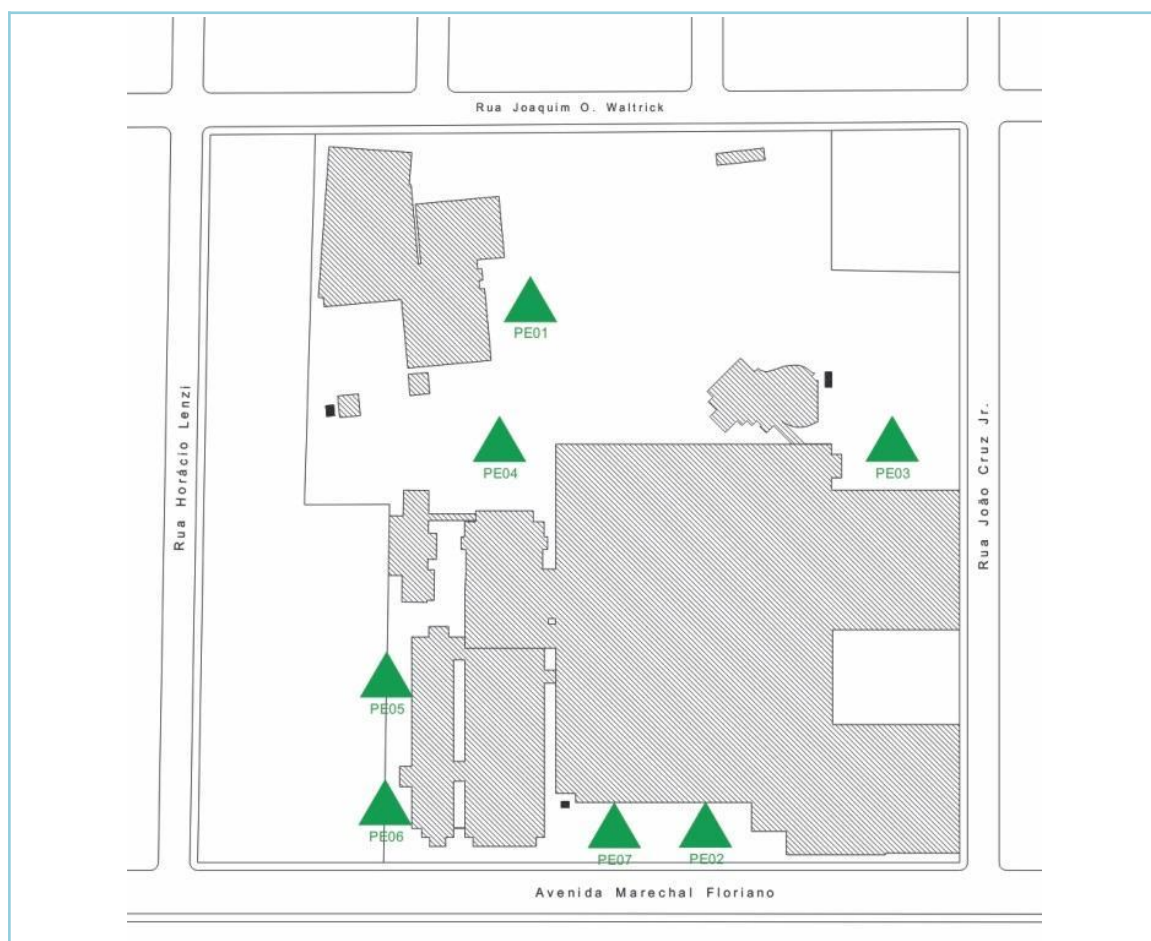 Rua Joaquim O. Waltrick
PE01
Rua Horácio Lenzi
PE04
PE03
Rua João Cruz Jr.
PE05
PE06
PE07
PE02
Avenida Marechal Floriano